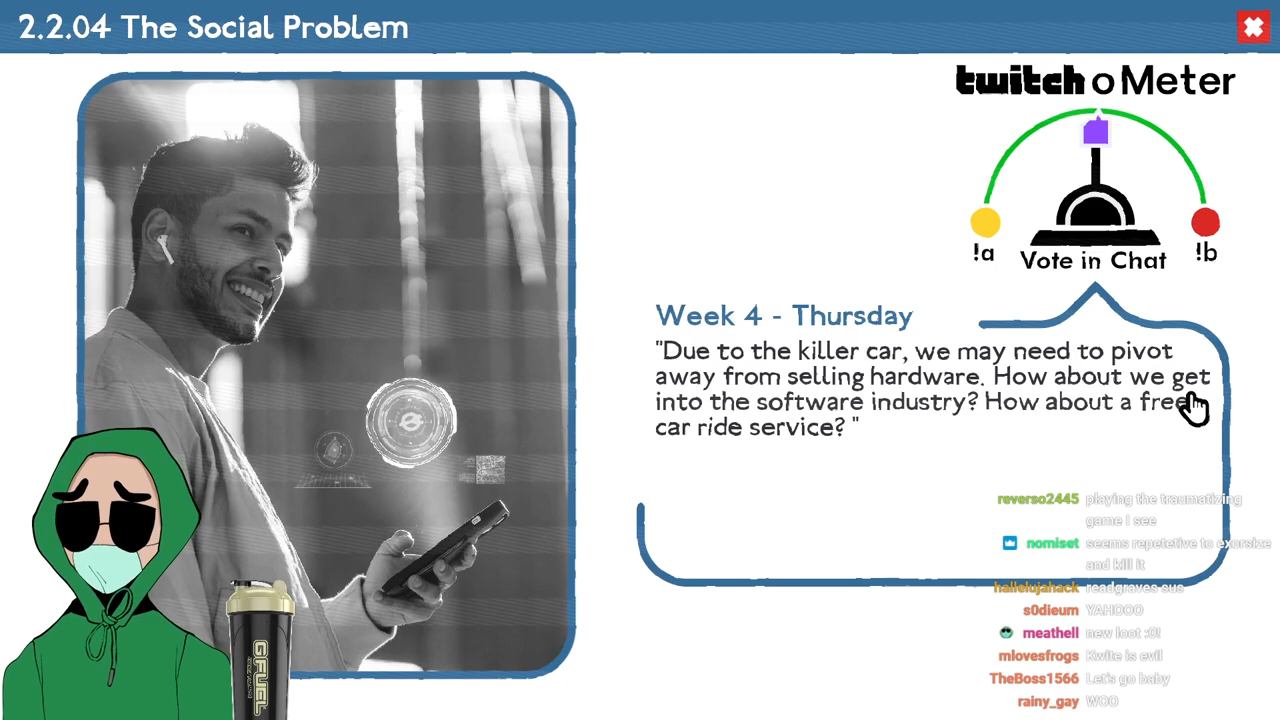 2.2.04 The Social Problem
twitch o Meter
!a
Vote in Chat
!b
Week 4 - Thursday
"Due to the killer car, we may need to pivot
away from selling hardware. How about we get
into the software industry? How about a free
car ride service? "
reverso2445 playing the traumatizing
game I see
nomiset seems repetetive to exorsize
and kill it
hallelujahack readgraves sus
s0dieum YAHOOO
meathell new loot :0!
mlovesfrogs Kwite is evil
TheBoss1566 Let's go baby
rainy_gay WOO
GFUEL